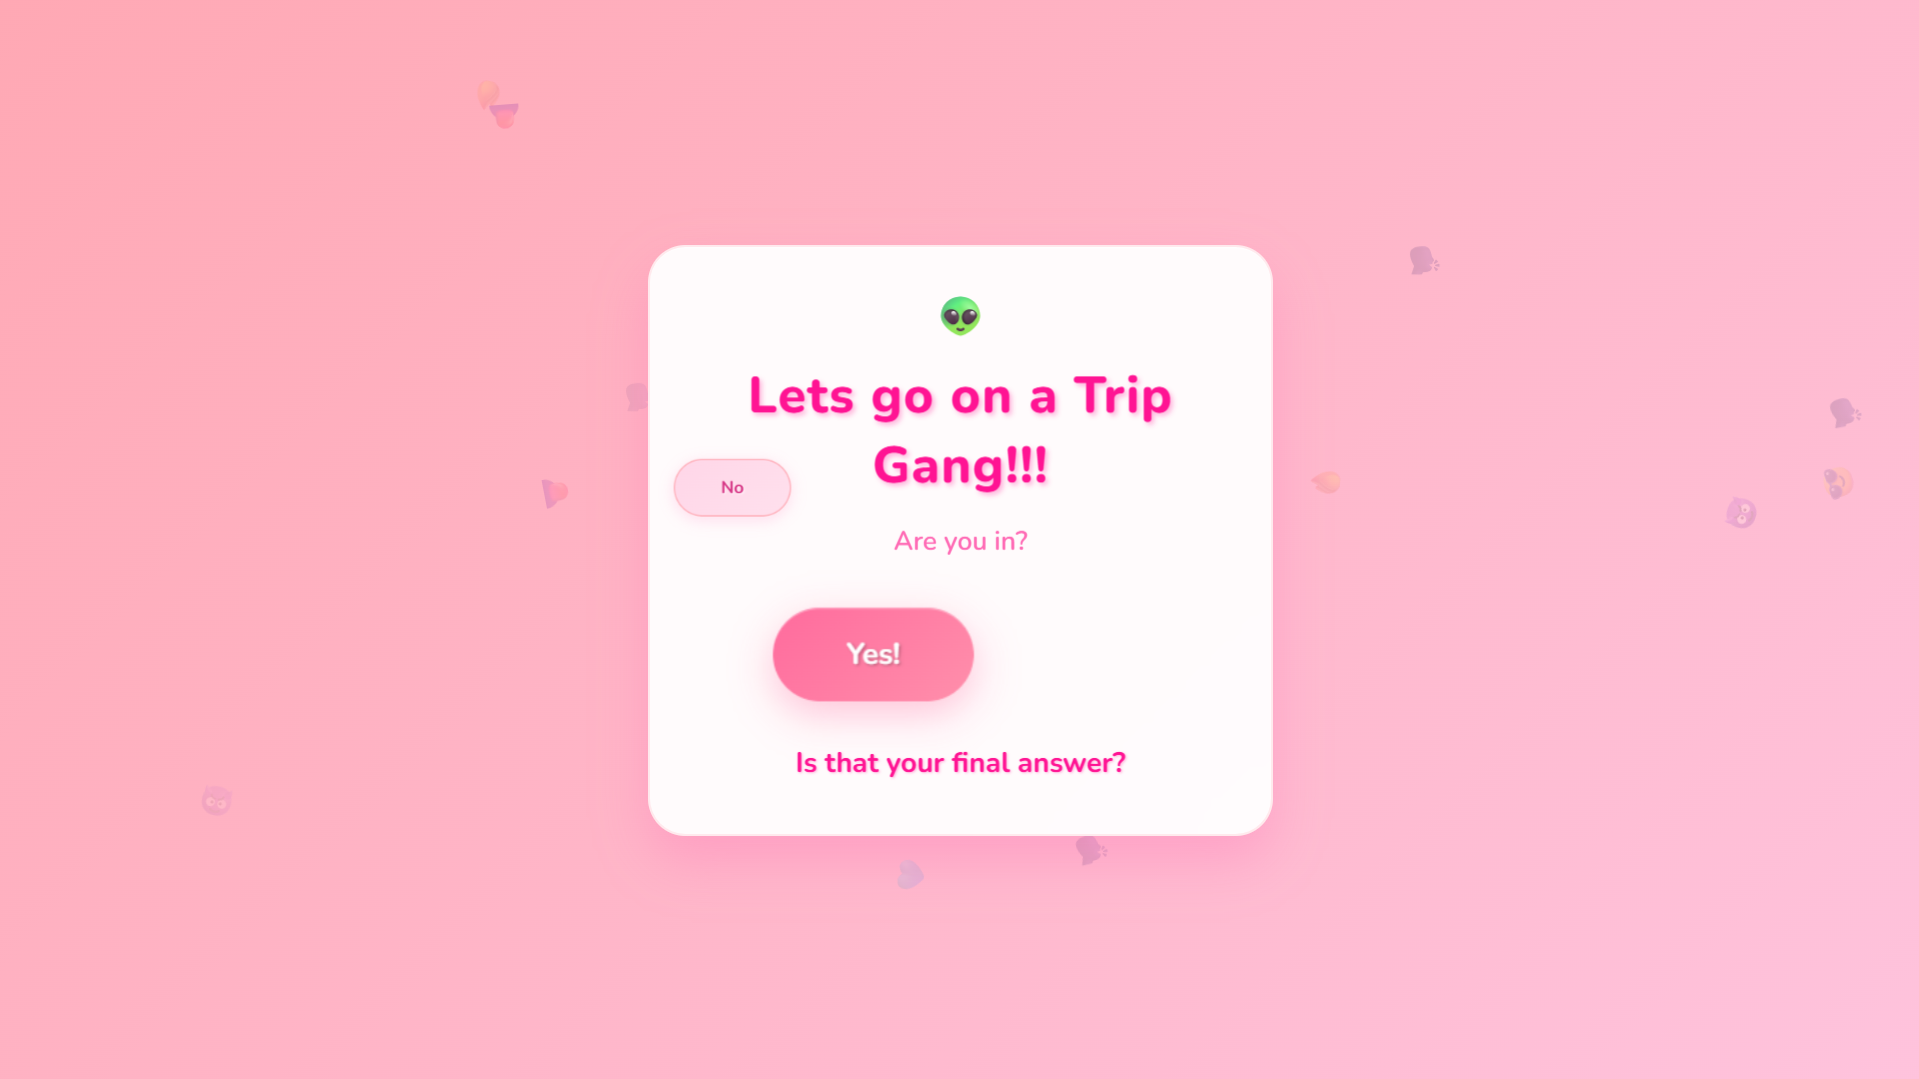 Lets go on a Trip
Gang!!!
No
Are you in?
Yes!
Is that your final answer?